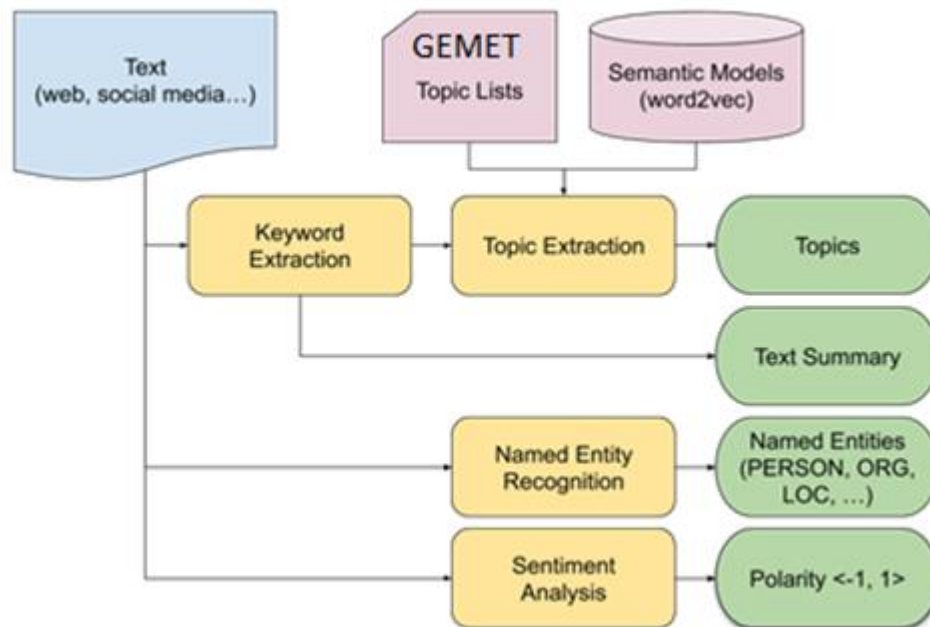 Text
(web, social media...)
GEMET
Topic Lists
Semantic Models
(word2vec)
Keyword
Extraction
Topic Extraction
Topics
Text Summary
Named Entity
Recognition
Named Entities
(PERSON, ORG,
LOC, ...)
Sentiment
Analysis
Polarity <-1, 1>